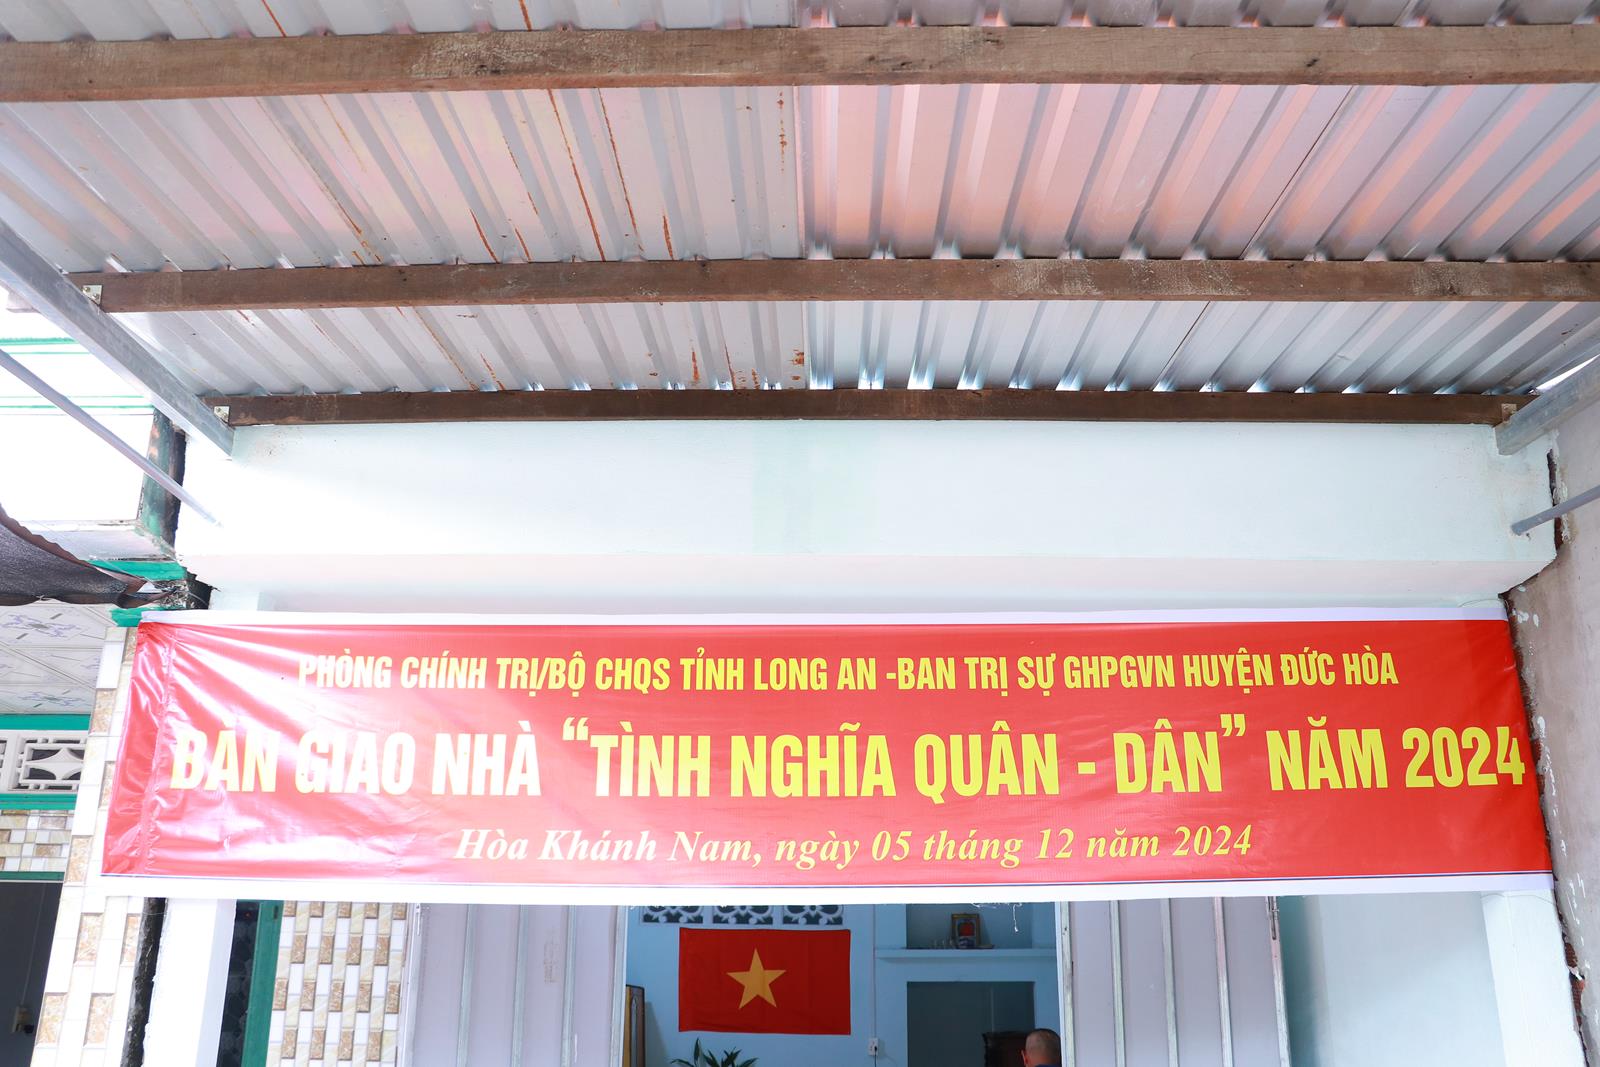 PHÒNG CHÍNH TRỊ/BỘ CHQS TỈNH LONG AN -BAN TRỊ SỰ GHPGVN HUYỆN ĐỨC HÒA
BÀN GIAO NHÀ “TÌNH NGHĨA QUÂN - DÂN” NĂM 2024
Hòa Khánh Nam, ngày 05 tháng 12 năm 2024